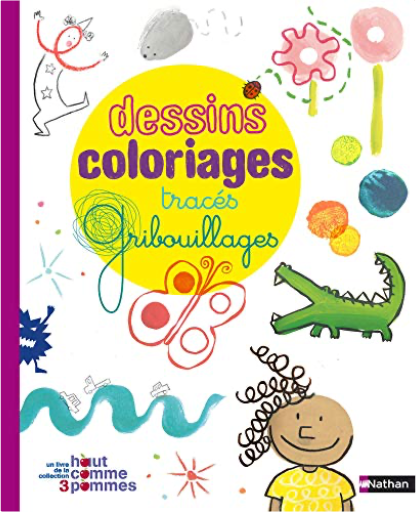 dessins
coloriages
tracés
gribouillages
un livre
de la
collection
haut
comme
3 pommes
Nathan